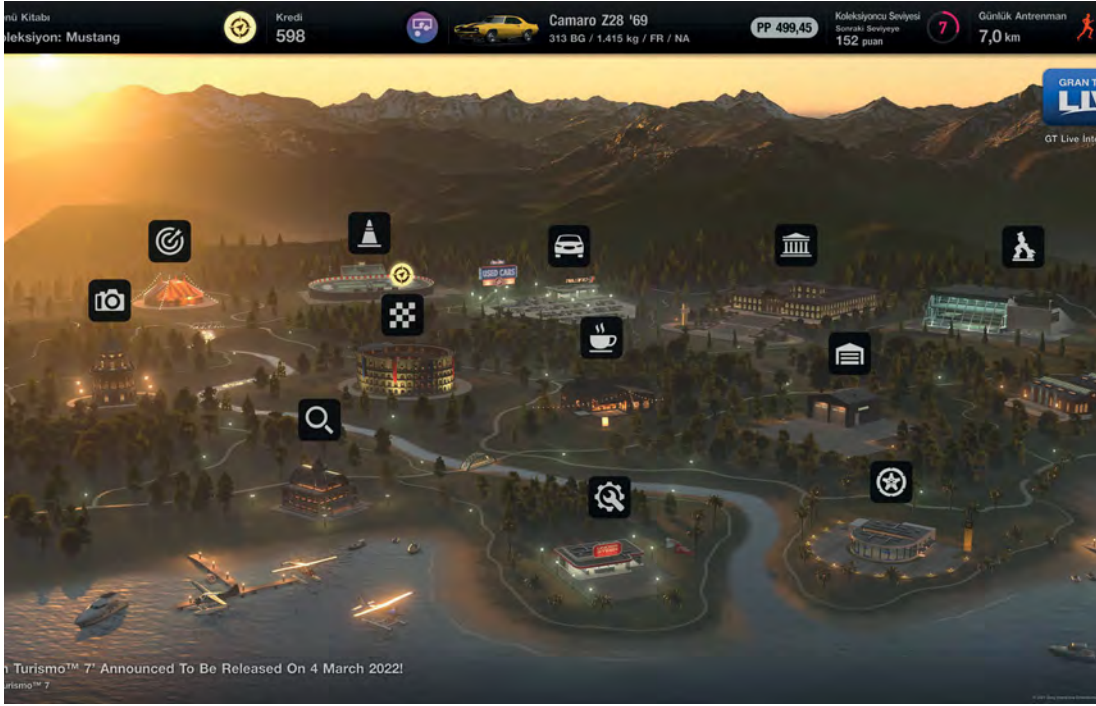 nü Kitabı
leksiyon: Mustang
Kredi
598
Camaro Z28 '69
313 BG / 1.415 kg / FR / NA
PP 499,45
Koleksiyoncu Seviyesi
Sonraki Seviyeye
152 puan
7
Günlük Antrenman
7,0 km
GRAN T
LIV
GT Live Inte
USED CARS
n Turismo™ 7' Announced To Be Released On 4 March 2022!
urismo™ 7